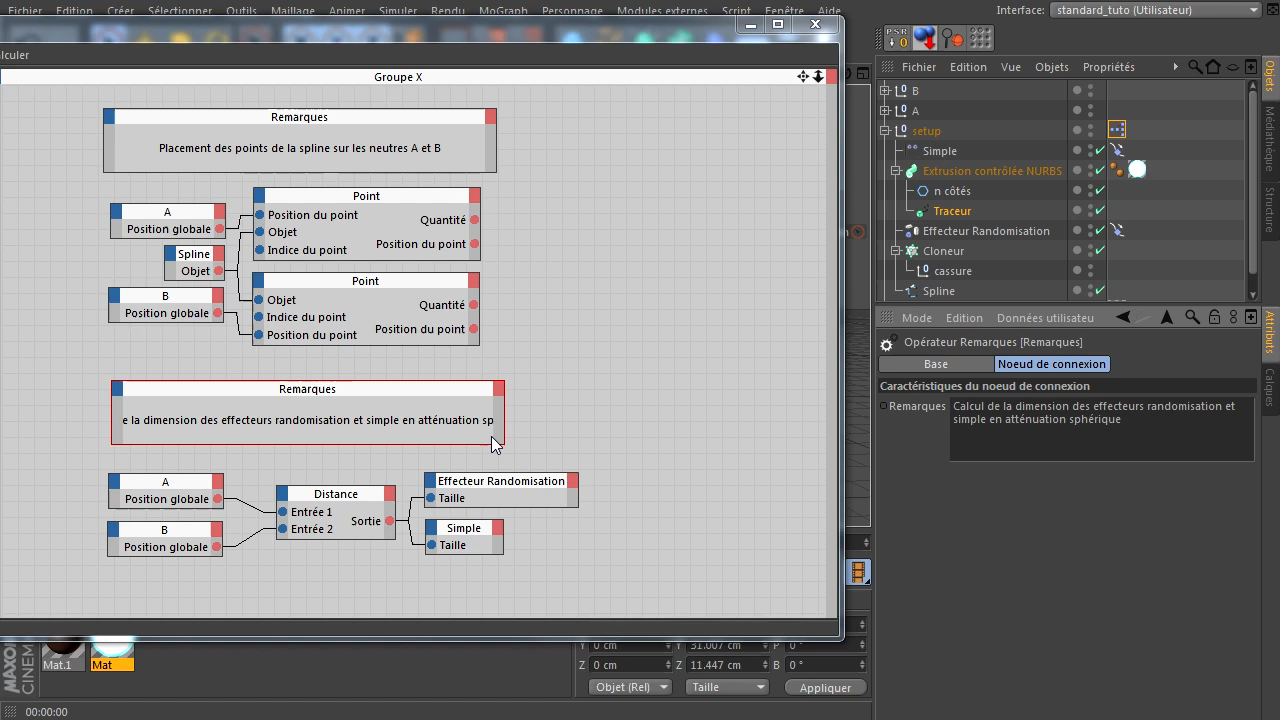 Fichier Edition Créer Sélectionner Outils Maillage Animer Simuler Rendu MoGraph Personnage Modules externes Script Fenêtre Aide
Interface: standard_tuto (Utilisateur)
alculer
Groupe X
Remarques
Placement des points de la spline sur les neutres A et B
A
Position globale
Spline
Objet
B
Position globale
Point
Position du point
Objet
Indice du point
Quantité
Position du point
Point
Objet
Indice du point
Position du point
Quantité
Position du point
Remarques
e la dimension des effecteurs randomisation et simple en atténuation sp
A
Position globale
B
Position globale
Distance
Entrée 1
Entrée 2
Sortie
Effecteur Randomisation
Taille
Simple
Taille
PSR
0
Fichier Edition Vue Objets Propriétés
B
A
setup
Simple
Extrusion contrôlée NURBS
n côtés
Traceur
Effecteur Randomisation
Cloneur
cassure
Spline
Objets
Médiathèque
Structure
Attributs
Calques
Mode Edition Données utilisateu
Opérateur Remarques [Remarques]
Base
Noeud de connexion
Caractéristiques du noeud de connexion
Remarques
Calcul de la dimension des effecteurs randomisation et
simple en atténuation sphérique
Mat.1
Mat
MAXON
CINEM
Y 0 cm Y 31.007 cm P 0 °
Z 0 cm Z 11.447 cm B 0 °
Objet (Rel) Taille Appliquer
00:00:00